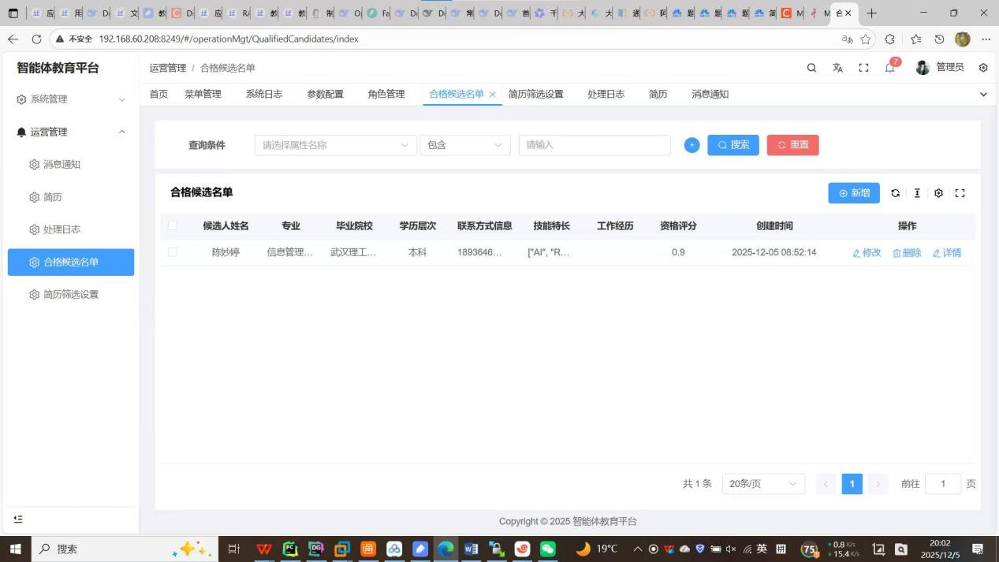 不安全 192.168.60.208:8249/#/operationMgt/QualifiedCandidates/index
智能体教育平台
运营管理 / 合格候选名单
7
管理员
首页 菜单管理 系统日志 参数配置 角色管理 合格候选名单 简历筛选设置 处理日志 简历 消息通知
系统管理
运营管理
消息通知
简历
处理日志
合格候选名单
简历筛选设置
查询条件 请选择属性名称 包含 请输入 搜索 重置
合格候选名单 新增
候选人姓名 专业 毕业院校 学历层次 联系方式信息 技能特长 工作经历 资格评分 创建时间 操作
陈妙婷 信息管理... 武汉理工... 本科 1893646... ["AI", "R... 0.9 2025-12-05 08:52:14 修改 删除 详情
共 1 条 20条/页 1 前往 1 页
Copyright © 2025 智能体教育平台
搜索 19°C 英 拼 75 0.8 K/s 15.4 K/s 20:02 2025/12/5